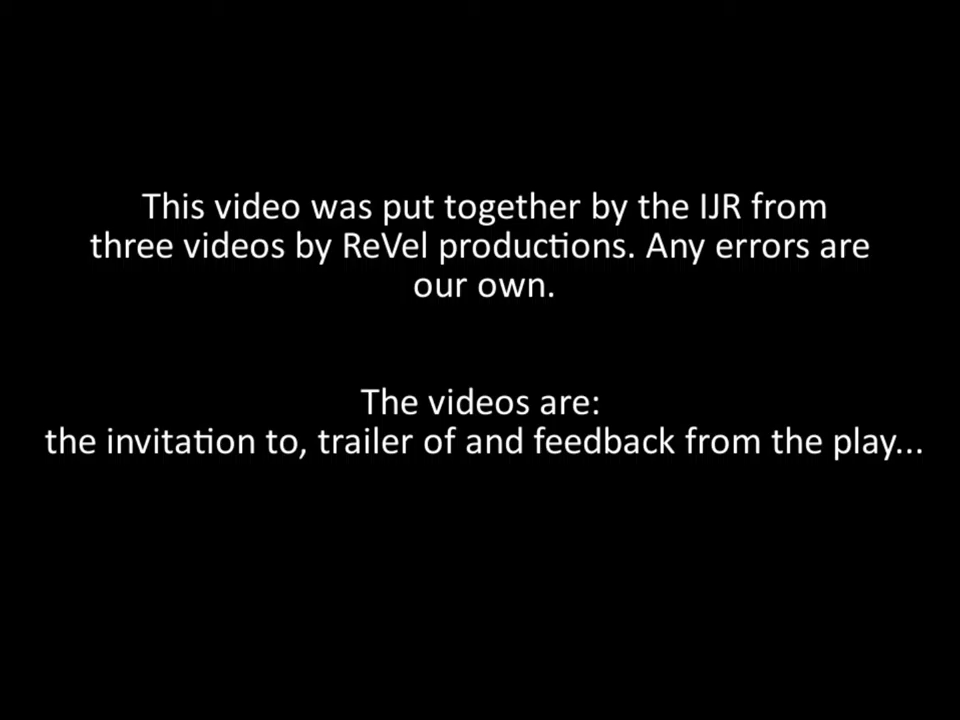 This video was put together by the IJR from
three videos by ReVel productions. Any errors are
our own.
The videos are:
the invitation to, trailer of and feedback from the play...